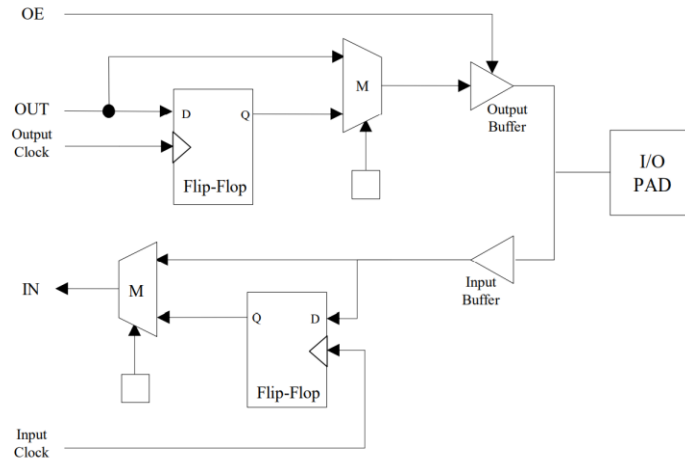 OE
OUT
Output
Clock
D
Q
Flip-Flop
M
Output
Buffer
I/O
PAD
IN
M
Q
D
Flip-Flop
Input
Buffer
Input
Clock